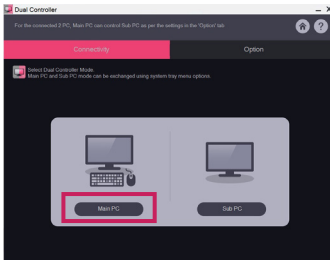 Dual Controller
For the connected 2 PC, Main PC can control Sub PC as per the settings in the 'Option' tab.
Connectivity
Option
Select Dual Controller Mode.
Main PC and Sub PC mode can be exchanged using system tray menu options.
Main PC
Sub PC